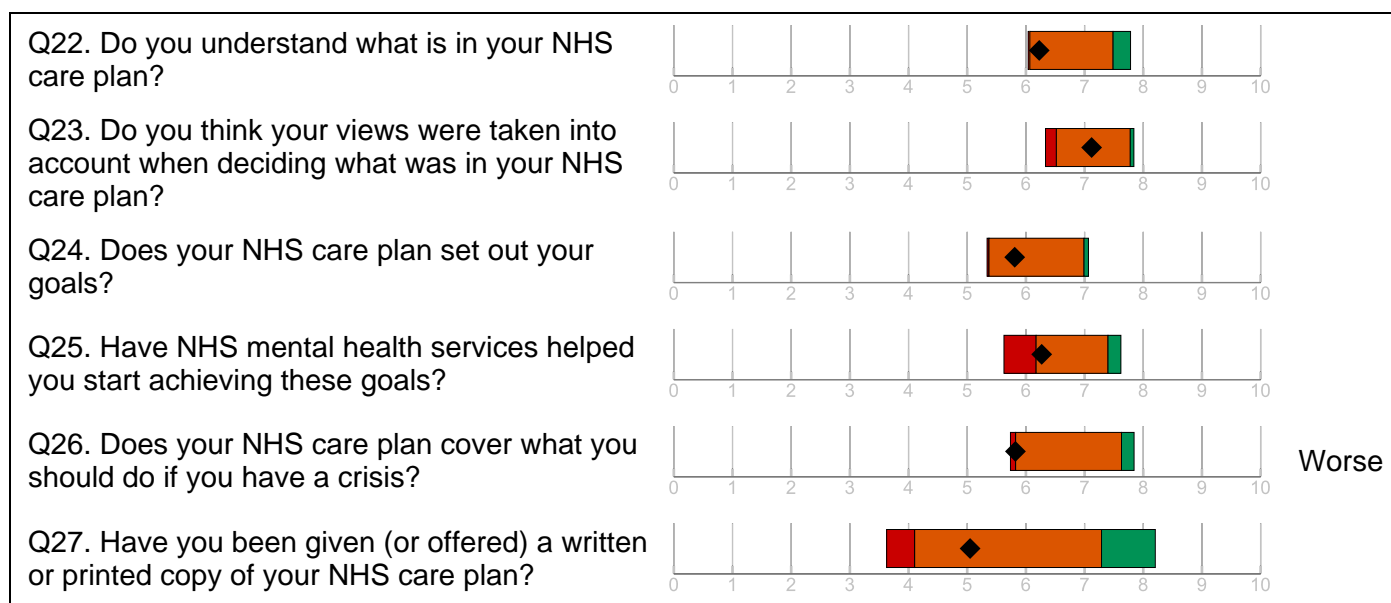 Q22. Do you understand what is in your NHS
care plan?
0 1 2 3 4 5 6 7 8 9 10
Q23. Do you think your views were taken into
account when deciding what was in your NHS
care plan?
0 1 2 3 4 5 6 7 8 9 10
Q24. Does your NHS care plan set out your
goals?
0 1 2 3 4 5 6 7 8 9 10
Q25. Have NHS mental health services helped
you start achieving these goals?
0 1 2 3 4 5 6 7 8 9 10
Q26. Does your NHS care plan cover what you
should do if you have a crisis?
Worse
0 1 2 3 4 5 6 7 8 9 10
Q27. Have you been given (or offered) a written
or printed copy of your NHS care plan?
0 1 2 3 4 5 6 7 8 9 10